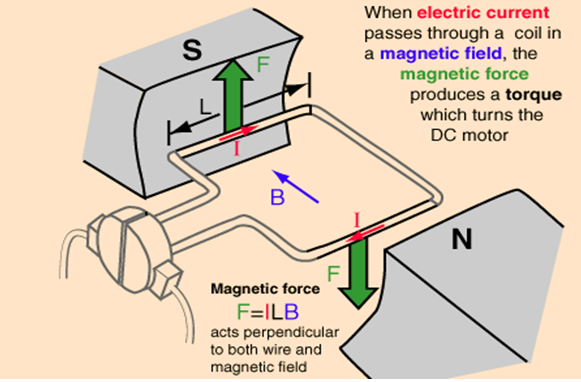 When electric current
passes through a coil in
a magnetic field, the
magnetic force
produces a torque
which turns the
DC motor
S
F
L
I
B
I
N
F
Magnetic force
F=ILB
acts perpendicular
to both wire and
magnetic field